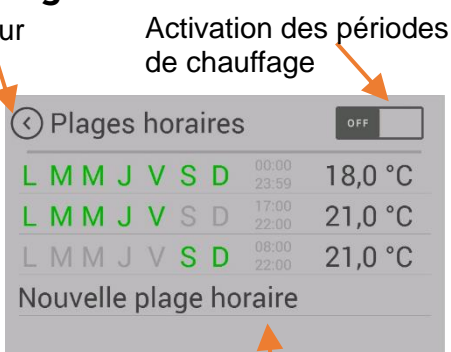 ur
Activation des périodes
de chauffage
Plages horaires OFF
L M M J V S D 00:00 23:59 18,0 °C
L M M J V S D 17:00 22:00 21,0 °C
L M M J V S D 08:00 22:00 21,0 °C
Nouvelle plage horaire